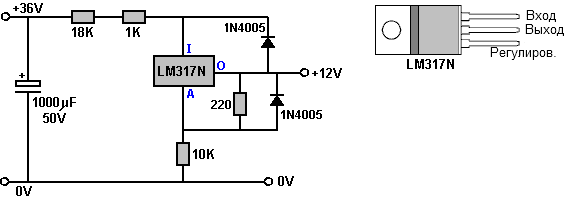 +36V
18K
1K
1N4005
I
LM317N
O
+12V
A
+
1000µF
50V
220
1N4005
10K
0V
0V
Вход
Выход
Регулиров.
LM317N